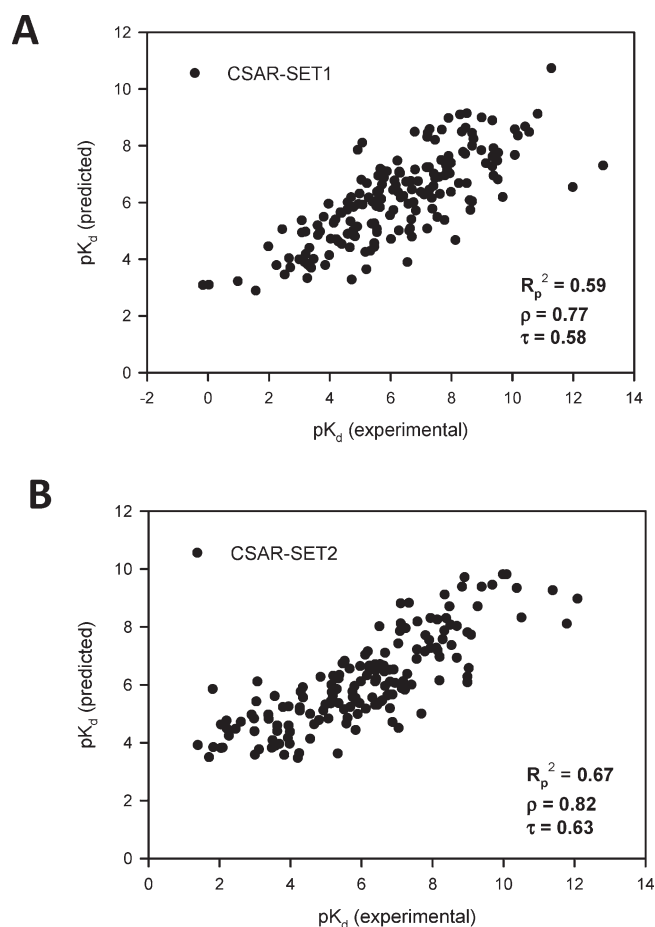 A
12
10
8
6
4
2
0
pKd (predicted)
CSAR-SET1
Rp2 = 0.59
ρ = 0.77
τ = 0.58
-2 0 2 4 6 8 10 12 14
pKd (experimental)
B
12
10
8
6
4
2
0
pKd (predicted)
CSAR-SET2
Rp2 = 0.67
ρ = 0.82
τ = 0.63
0 2 4 6 8 10 12 14
pKd (experimental)